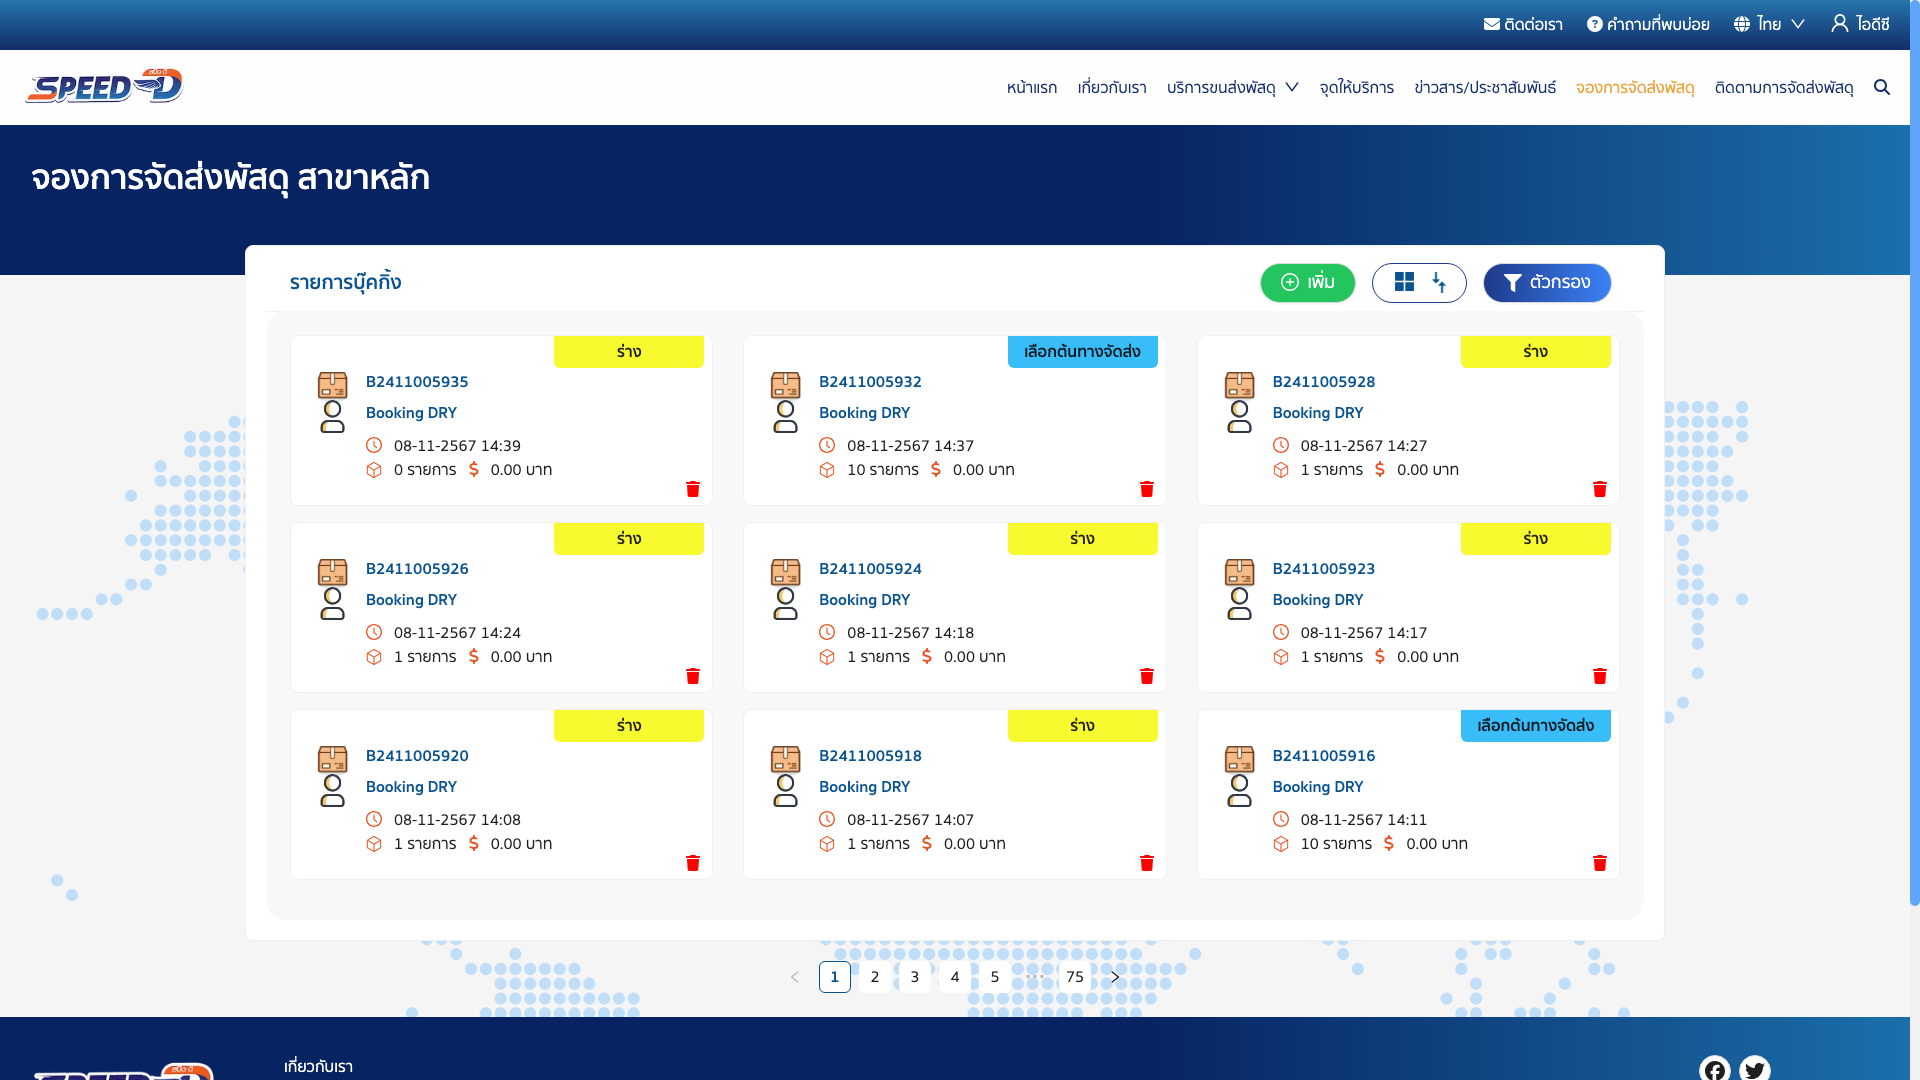 ติดต่อเรา คำถามที่พบบ่อย ไทย ไอดีซี
สปีด-ดี
SPEED-D
หน้าแรก เกี่ยวกับเรา บริการขนส่งพัสดุ จุดให้บริการ ข่าวสาร/ประชาสัมพันธ์ จองการจัดส่งพัสดุ ติดตามการจัดส่งพัสดุ
จองการจัดส่งพัสดุ สาขาหลัก
รายการบุ๊คกิ้ง
เพิ่ม
ตัวกรอง
ร่าง
B2411005935
Booking DRY
08-11-2567 14:39
0 รายการ $ 0.00 บาท
เลือกต้นทางจัดส่ง
B2411005932
Booking DRY
08-11-2567 14:37
10 รายการ $ 0.00 บาท
ร่าง
B2411005928
Booking DRY
08-11-2567 14:27
1 รายการ $ 0.00 บาท
ร่าง
B2411005926
Booking DRY
08-11-2567 14:24
1 รายการ $ 0.00 บาท
ร่าง
B2411005924
Booking DRY
08-11-2567 14:18
1 รายการ $ 0.00 บาท
ร่าง
B2411005923
Booking DRY
08-11-2567 14:17
1 รายการ $ 0.00 บาท
ร่าง
B2411005920
Booking DRY
08-11-2567 14:08
1 รายการ $ 0.00 บาท
ร่าง
B2411005918
Booking DRY
08-11-2567 14:07
1 รายการ $ 0.00 บาท
เลือกต้นทางจัดส่ง
B2411005916
Booking DRY
08-11-2567 14:11
10 รายการ $ 0.00 บาท
1 2 3 4 5 ••• 75
สปีด-ดี
SPEED-D
เกี่ยวกับเรา